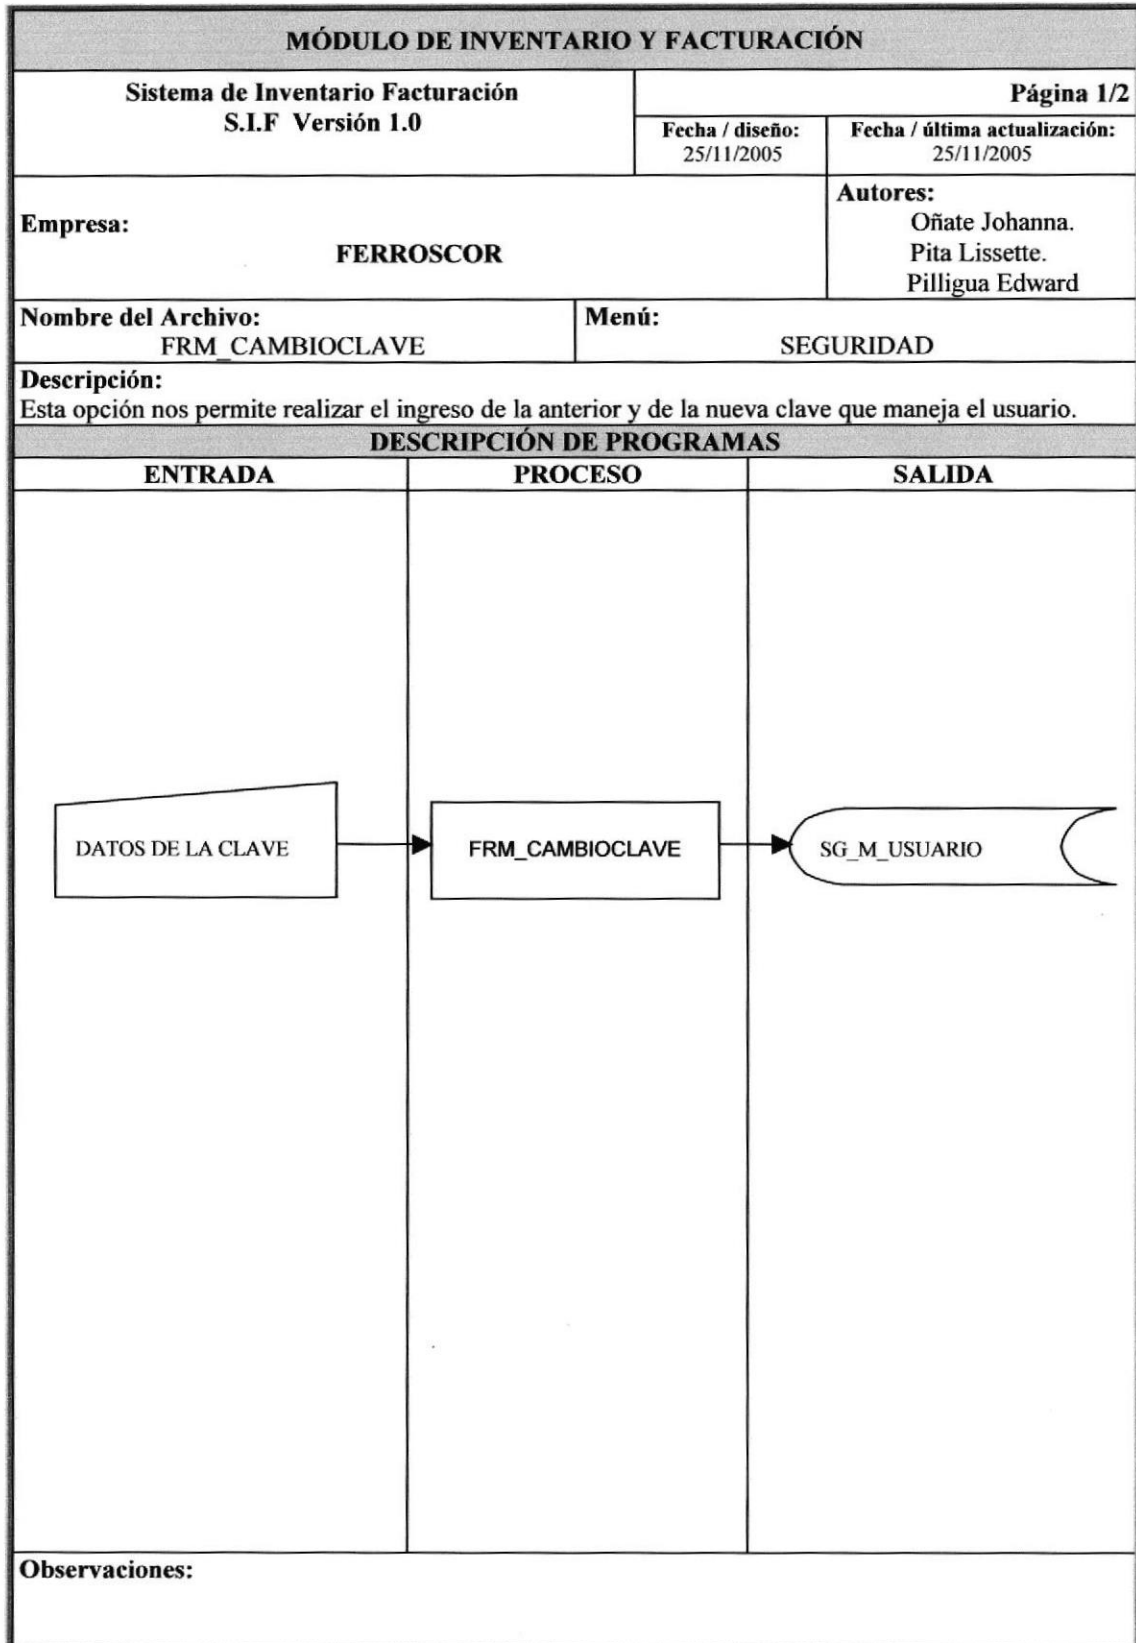 MÓDULO DE INVENTARIO Y FACTURACIÓN
Sistema de Inventario Facturación
S.I.F Versión 1.0
Página 1/2
Fecha / diseño:
25/11/2005
Fecha / última actualización:
25/11/2005
Empresa:
FERROSCOR
Autores:
Oñate Johanna.
Pita Lissette.
Pilligua Edward
Nombre del Archivo:
FRM_CAMBIOCLAVE
Menú:
SEGURIDAD
Descripción:
Esta opción nos permite realizar el ingreso de la anterior y de la nueva clave que maneja el usuario.
DESCRIPCIÓN DE PROGRAMAS
ENTRADA
PROCESO
SALIDA
DATOS DE LA CLAVE
FRM_CAMBIOCLAVE
SG_M_USUARIO
Observaciones: